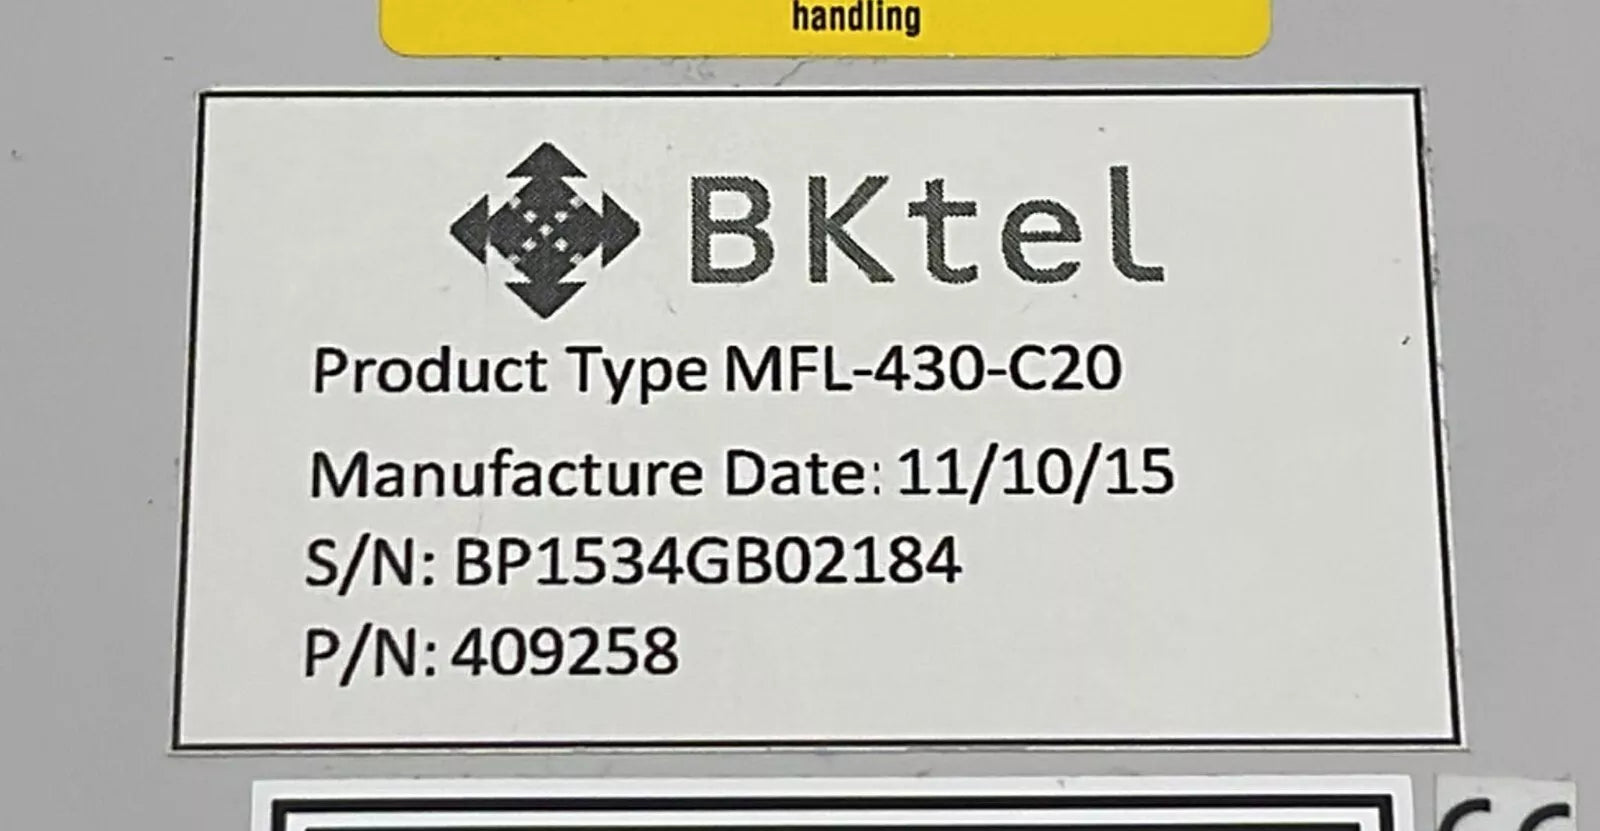 handling
BKtel
Product Type MFL-430-C20
Manufacture Date: 11/10/15
S/N: BP1534GB02184
P/N: 409258